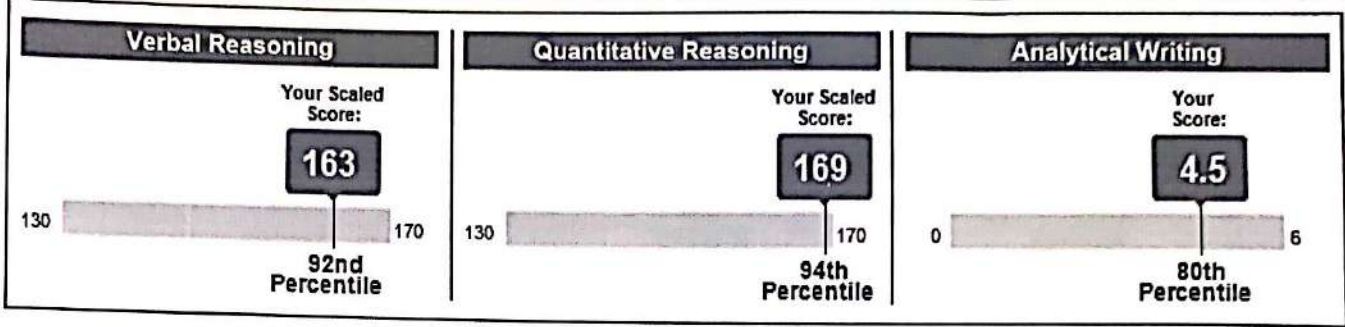 Verbal Reasoning
Your Scaled
Score:
163
130
170
92nd
Percentile
Quantitative Reasoning
Your Scaled
Score:
169
130
170
94th
Percentile
Analytical Writing
Your
Score:
4.5
0
6
80th
Percentile